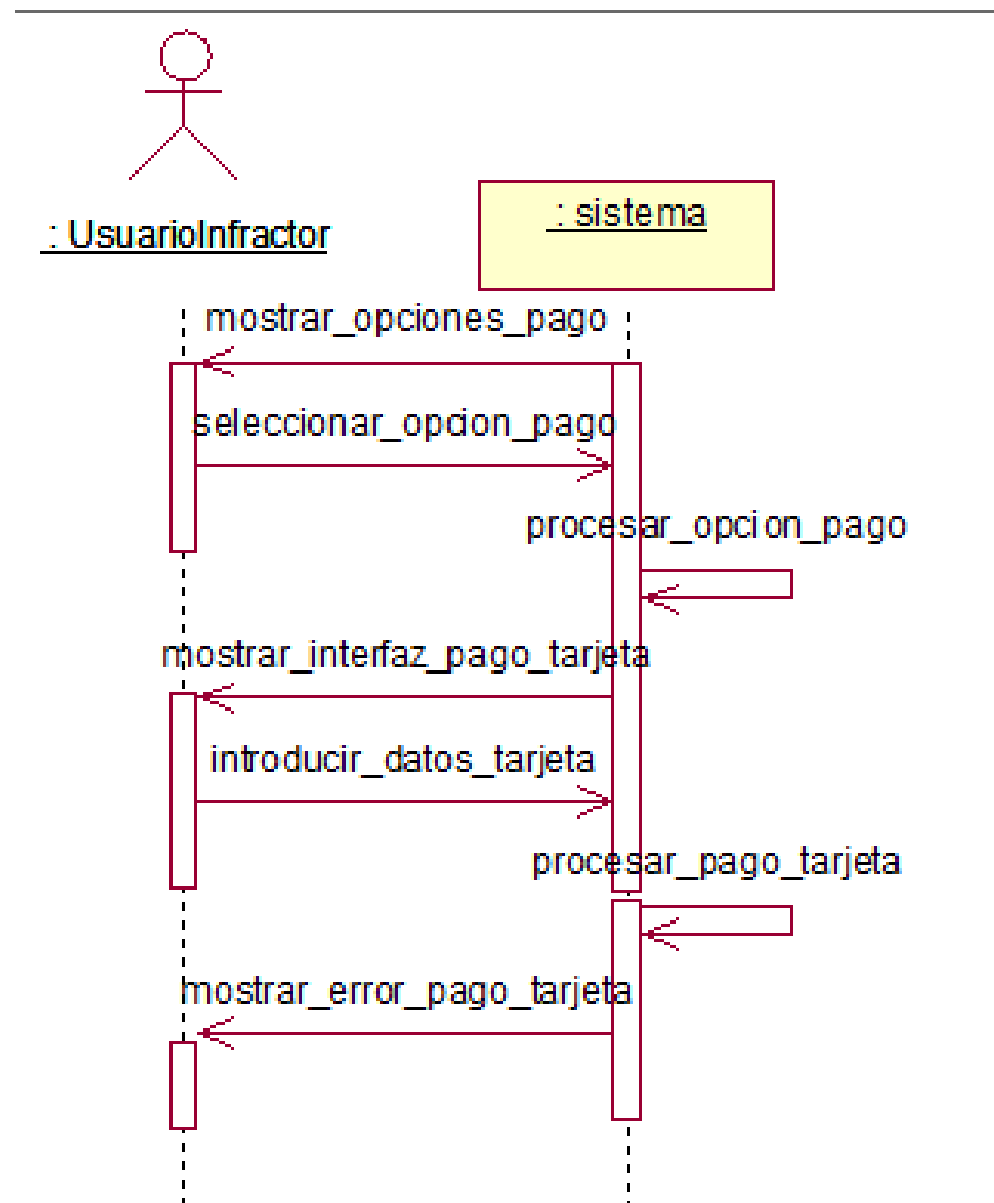 : UsuarioInfractor
: sistema
mostrar_opciones_pago
seleccionar_opcion_pago
procesar_opcion_pago
mostrar_interfaz_pago_tarjeta
introducir_datos_tarjeta
procesar_pago_tarjeta
mostrar_error_pago_tarjeta